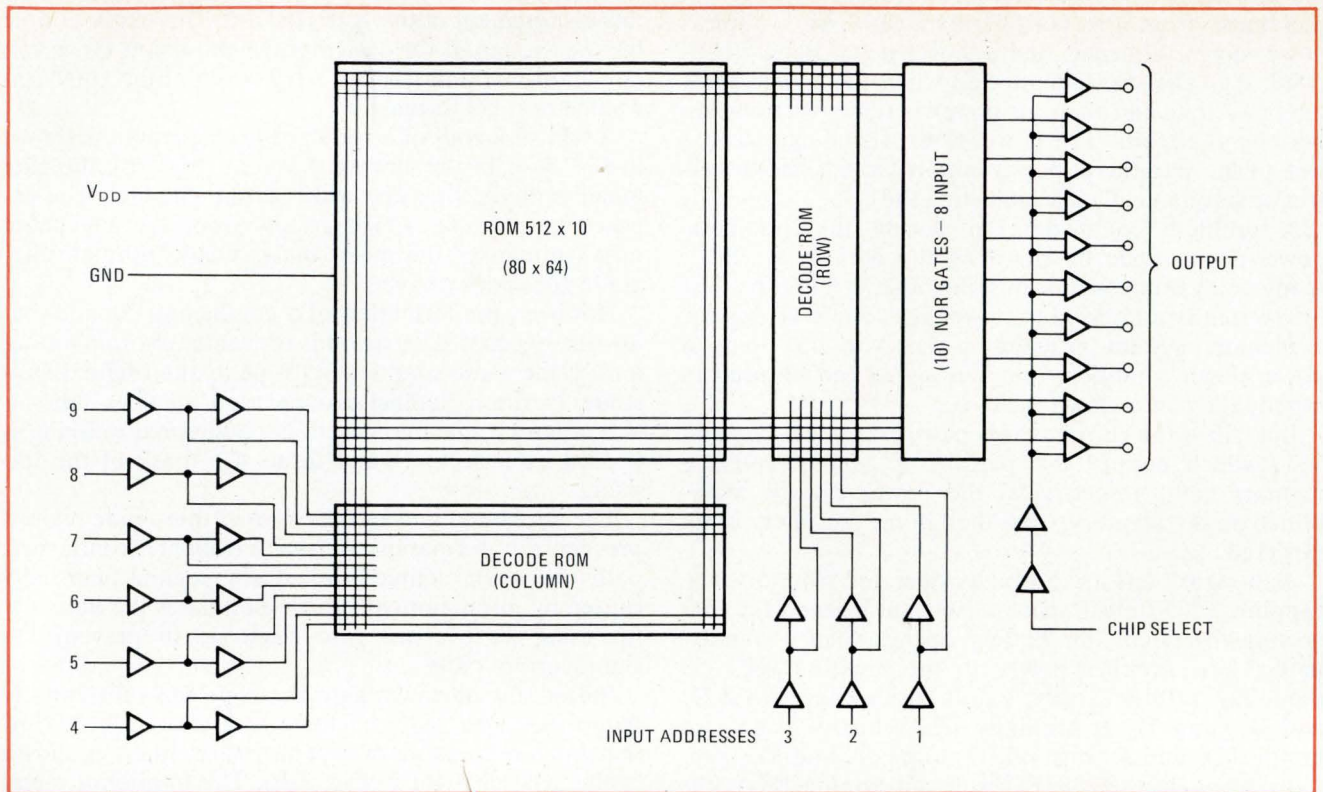 V_DD
GND
ROM 512 x 10
(80 x 64)
DECODE ROM
(ROW)
(10) NOR GATES – 8 INPUT
OUTPUT
9
8
7
6
5
4
DECODE ROM
(COLUMN)
INPUT ADDRESSES 3 2 1
CHIP SELECT